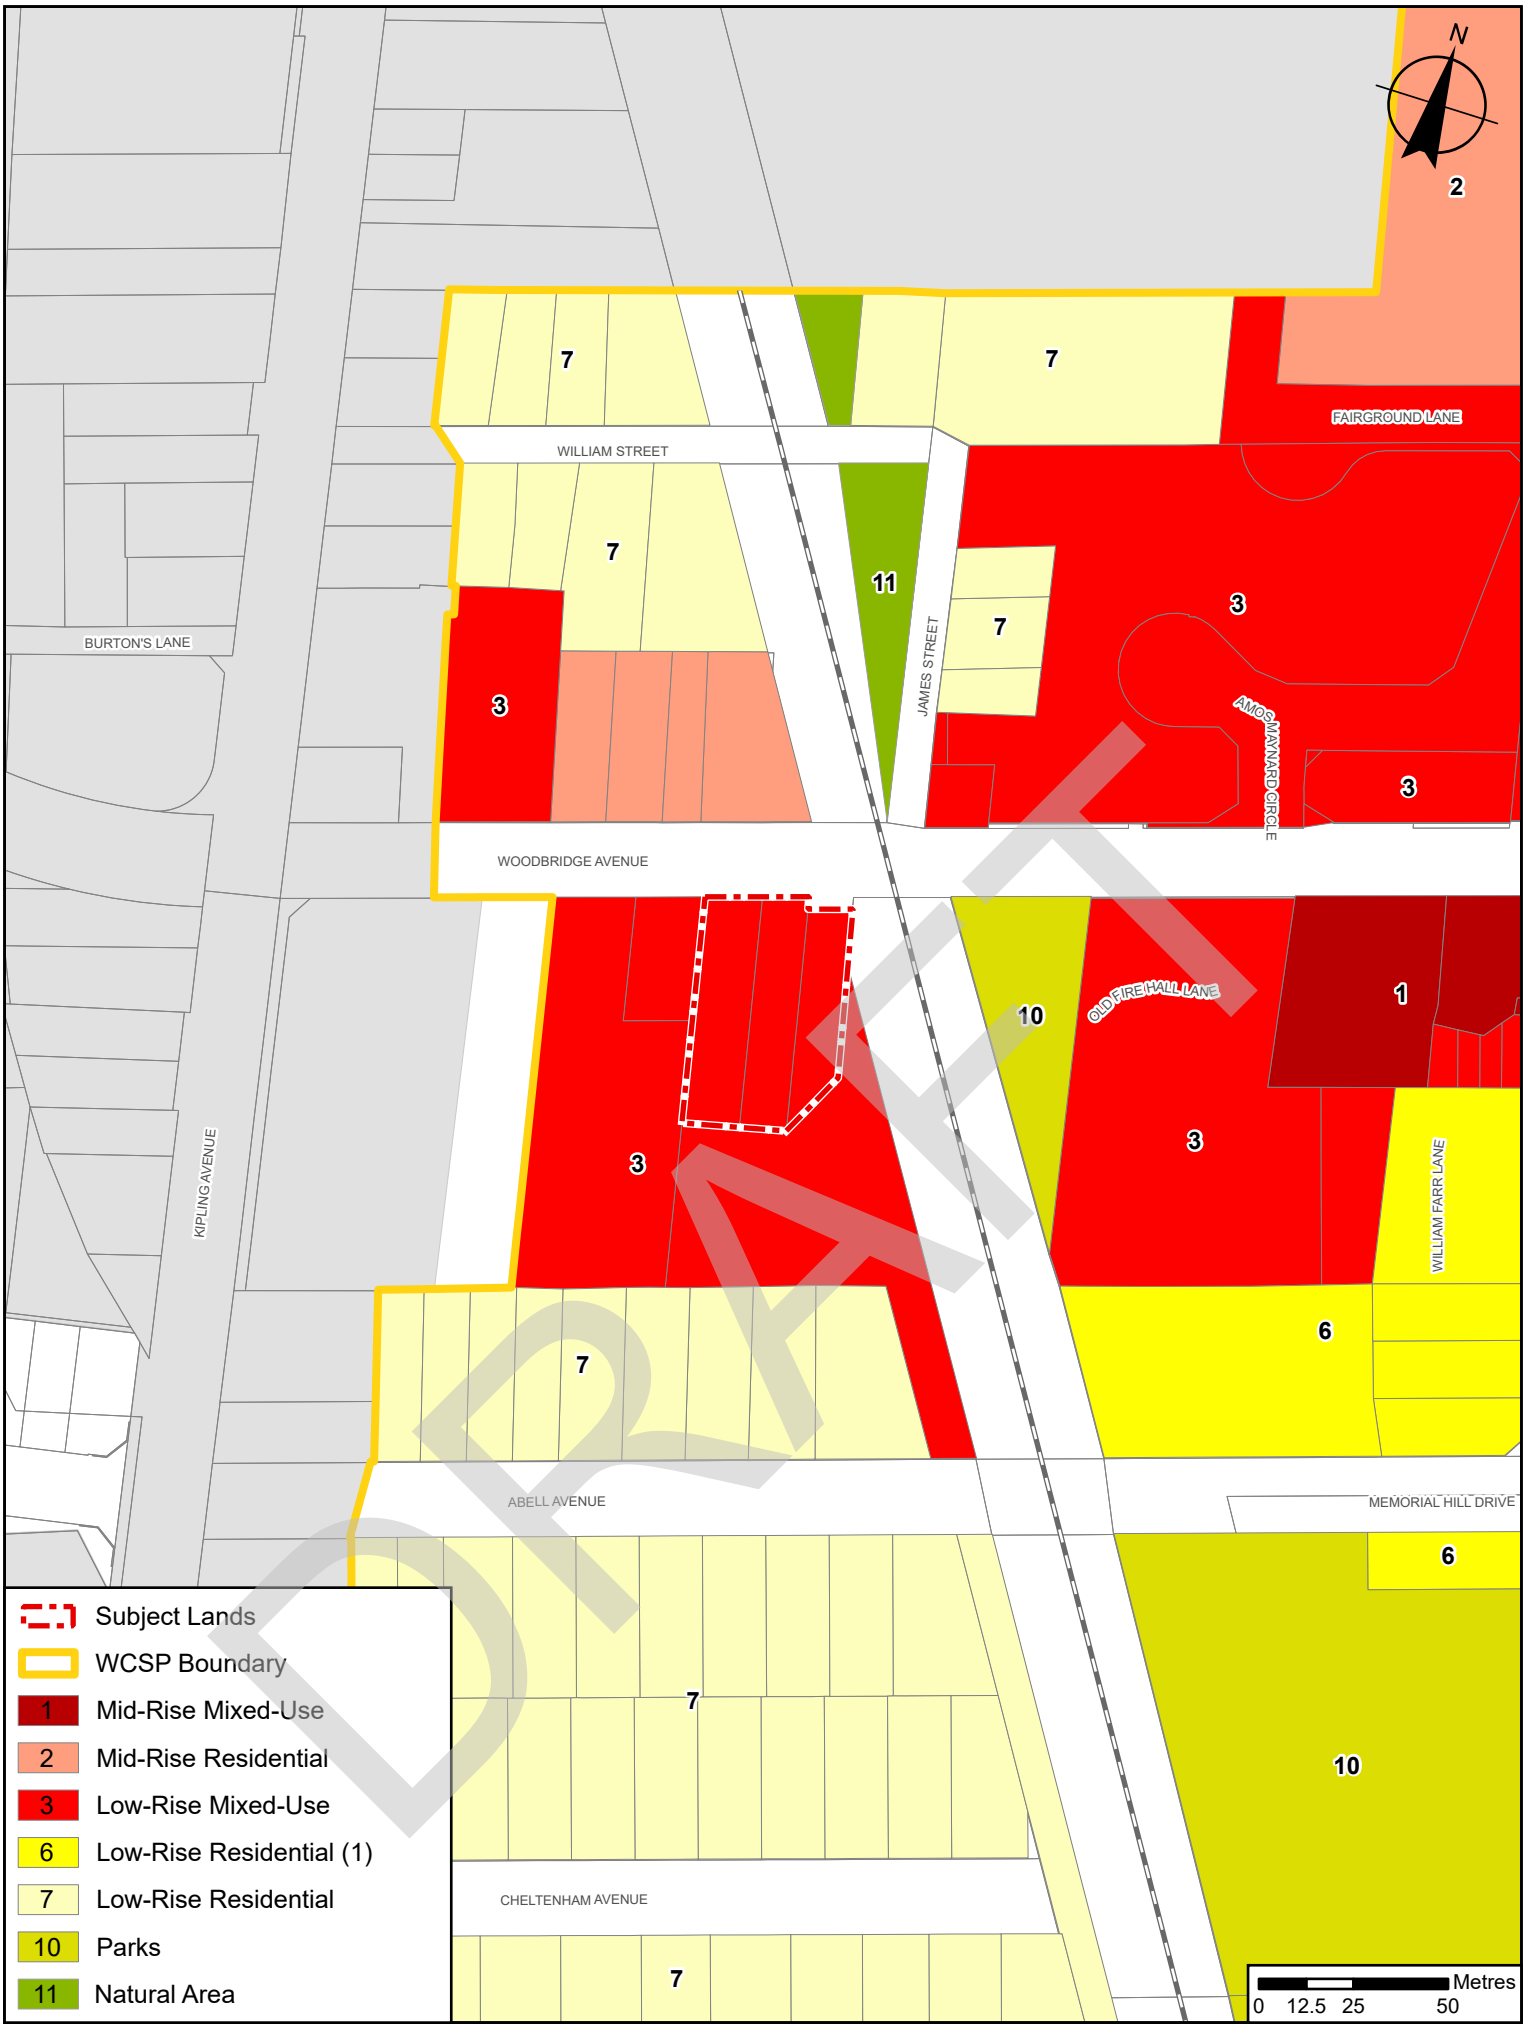 N
2
7
7
FAIRGROUND LANE
WILLIAM STREET
7
11
3
7
BURTON'S LANE
JAMES STREET
3
AMOS MAYNARD CIRCLE
3
WOODBRIDGE AVENUE
1
OLD FIRE HALL LANE
10
3
3
KIPLING AVENUE
WILLIAM FARR LANE
6
7
ABELL AVENUE
MEMORIAL HILL DRIVE
6
DRAFT
Subject Lands
WCSP Boundary
1 Mid-Rise Mixed-Use
2 Mid-Rise Residential
3 Low-Rise Mixed-Use
6 Low-Rise Residential (1)
7 Low-Rise Residential
10 Parks
11 Natural Area
7
10
CHELTENHAM AVENUE
7
Metres
0 12.5 25 50